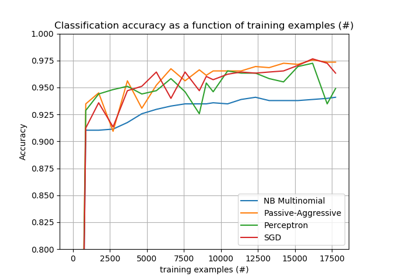 Classification accuracy as a function of training examples (#)
1.000
0.975
0.950
0.925
0.900
0.875
0.850
0.825
0.800
Accuracy
NB Multinomial
Passive-Aggressive
Perceptron
SGD
0 2500 5000 7500 10000 12500 15000 17500
training examples (#)